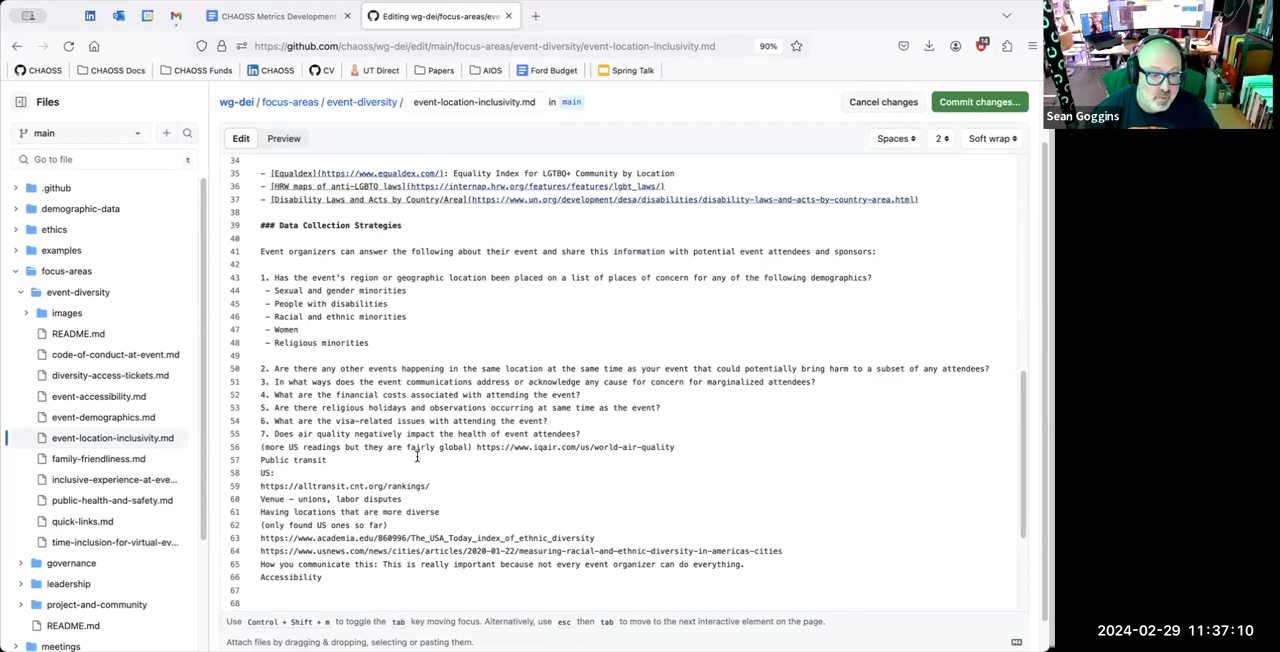 CHAOSS Metrics Development
Editing wg-dei/focus-areas/eve
https://github.com/chaoss/wg-dei/edit/main/focus-areas/event-diversity/event-location-inclusivity.md
90%
14
CHAOSS
CHAOSS Docs
CHAOSS Funds
CHAOSS
CV
UT Direct
Papers
AIOS
Ford Budget
Spring Talk
Sean Goggins
Files
wg-dei / focus-areas / event-diversity / event-location-inclusivity.md in main
Cancel changes
Commit changes...
main
Go to file
t
.github
demographic-data
ethics
examples
focus-areas
event-diversity
images
README.md
code-of-conduct-at-event.md
diversity-access-tickets.md
event-accessibility.md
event-demographics.md
event-location-inclusivity.md
family-friendliness.md
inclusive-experience-at-eve...
public-health-and-safety.md
quick-links.md
time-inclusion-for-virtual-ev...
governance
leadership
project-and-community
README.md
meetings
Edit
Preview
Spaces
2
Soft wrap
34
35 - [Equaldex](https://www.equaldex.com/): Equality Index for LGTBQ+ Community by Location
36 - [HRW maps of anti-LGBTQ laws](https://internap.hrw.org/features/features/lgbt_laws/)
37 - [Disability Laws and Acts by Country/Area](https://www.un.org/development/desa/disabilities/disability-laws-and-acts-by-country-area.html)
38
39 ### Data Collection Strategies
40
41 Event organizers can answer the following about their event and share this information with potential event attendees and sponsors:
42
43 1. Has the event's region or geographic location been placed on a list of places of concern for any of the following demographics?
44 - Sexual and gender minorities
45 - People with disabilities
46 - Racial and ethnic minorities
47 - Women
48 - Religious minorities
49
50 2. Are there any other events happening in the same location at the same time as your event that could potentially bring harm to a subset of any attendees?
51 3. In what ways does the event communications address or acknowledge any cause for concern for marginalized attendees?
52 4. What are the financial costs associated with attending the event?
53 5. Are there religious holidays and observations occurring at same time as the event?
54 6. What are the visa-related issues with attending the event?
55 7. Does air quality negatively impact the health of event attendees?
56 (more US readings but they are fairly global) https://www.iqair.com/us/world-air-quality
57 Public transit
58 US:
59 https://alltransit.cnt.org/rankings/
60 Venue - unions, labor disputes
61 Having locations that are more diverse
62 (only found US ones so far)
63 https://www.academia.edu/860996/The_USA_Today_index_of_ethnic_diversity
64 https://www.usnews.com/news/cities/articles/2020-01-22/measuring-racial-and-ethnic-diversity-in-americas-cities
65 How you communicate this: This is really important because not every event organizer can do everything.
66 Accessibility
67
68
Use Control + Shift + m to toggle the tab key moving focus. Alternatively, use esc then tab to move to the next interactive element on the page.
Attach files by dragging & dropping, selecting or pasting them.
2024-02-29 11:37:10